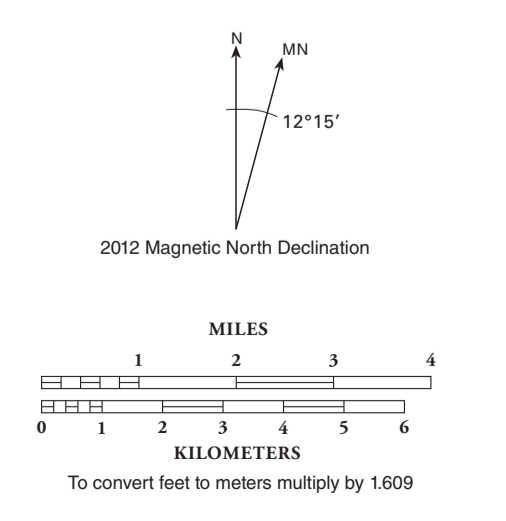 N
MN
12°15′
2012 Magnetic North Declination
MILES
1 2 3 4
0 1 2 3 4 5 6
KILOMETERS
To convert feet to meters multiply by 1.609